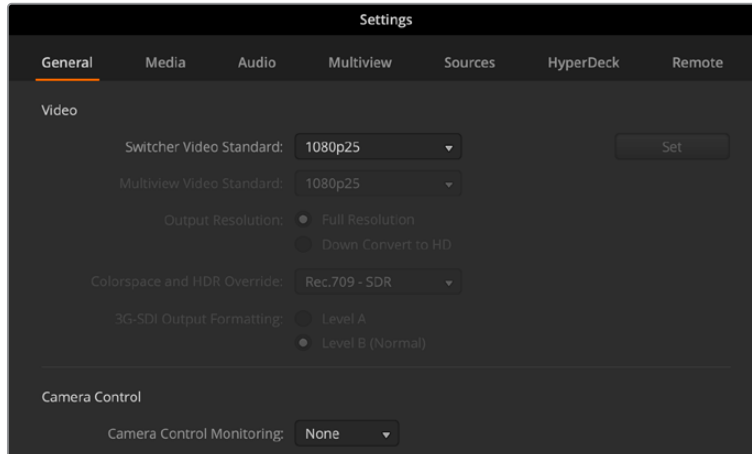 Settings
General Media Audio Multiview Sources HyperDeck Remote
Video
Switcher Video Standard: 1080p25 Set
Multiview Video Standard: 1080p25
Output Resolution: Full Resolution
Down Convert to HD
Colorspace and HDR Override: Rec.709 - SDR
3G-SDI Output Formatting: Level A
Level B (Normal)
Camera Control
Camera Control Monitoring: None